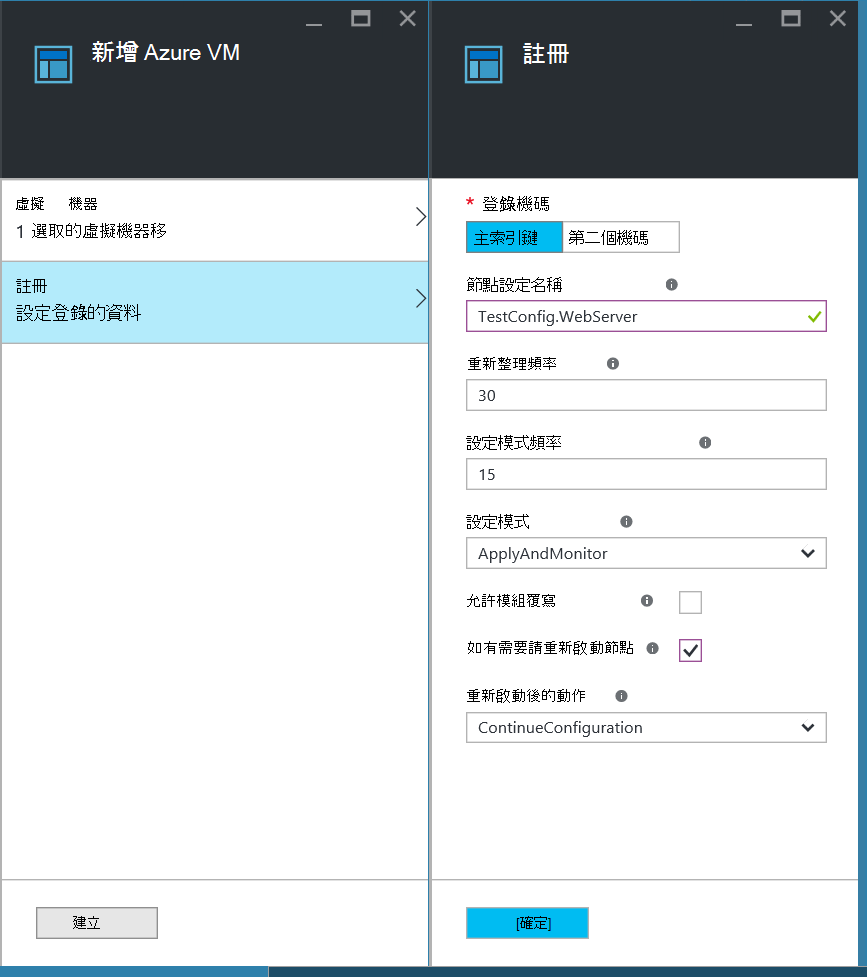 新增 Azure VM
虛擬 機器
1 選取的虛擬機器移
註冊
設定登錄的資料
建立
註冊
* 登錄機碼
主索引鍵 第二個機碼
節點設定名稱
TestConfig.WebServer
重新整理頻率
30
設定模式頻率
15
設定模式
ApplyAndMonitor
允許模組覆寫
如有需要請重新啟動節點
重新啟動後的動作
ContinueConfiguration
[確定]